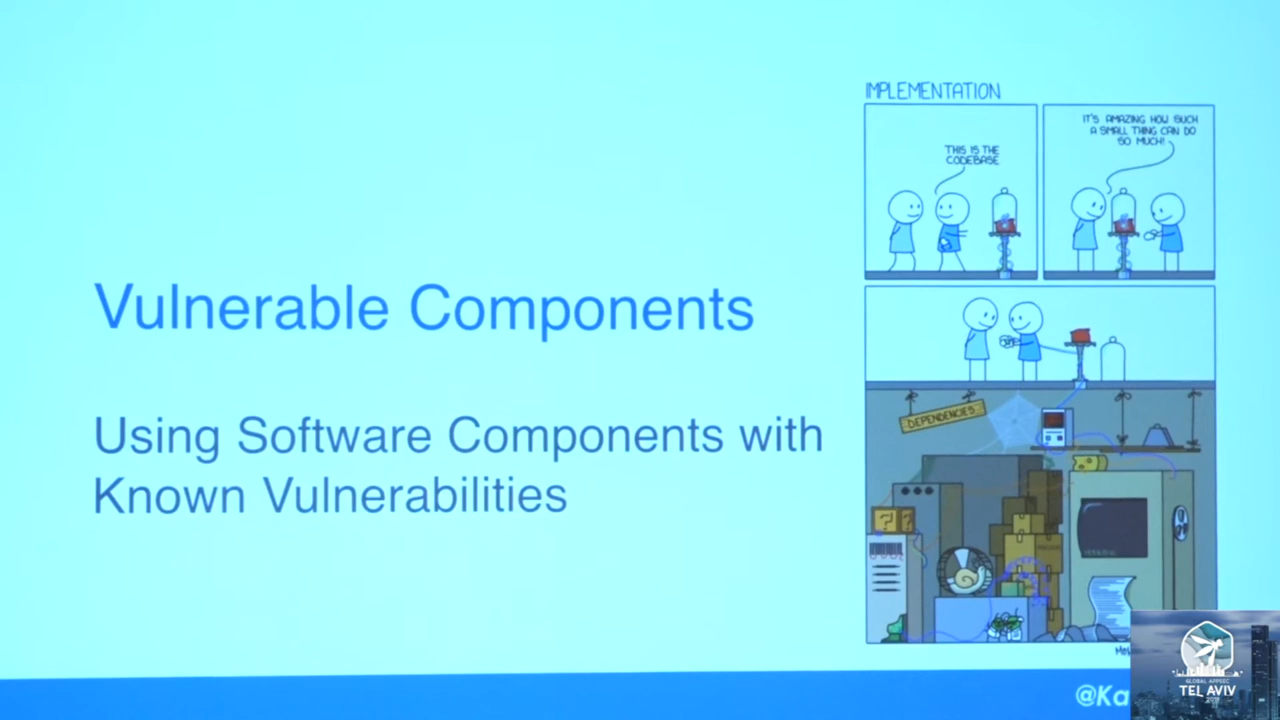 Vulnerable Components
Using Software Components with
Known Vulnerabilities
IMPLEMENTATION
THIS IS THE
CODEBASE
IT'S AMAZING HOW SUCH
A SMALL THING CAN DO
SO MUCH!
DEPENDENCIES
? ?
@Ka
GLOBAL APPSEC
TEL AVIV
2019